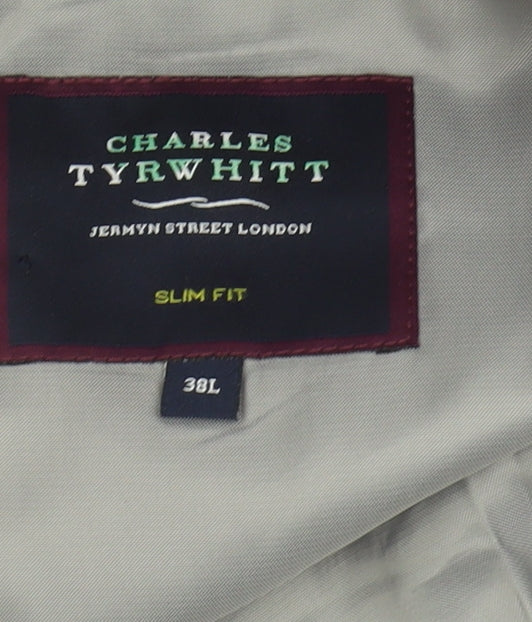 CHARLES
TYRWHITT
JERMYN STREET LONDON
SLIM FIT
38L